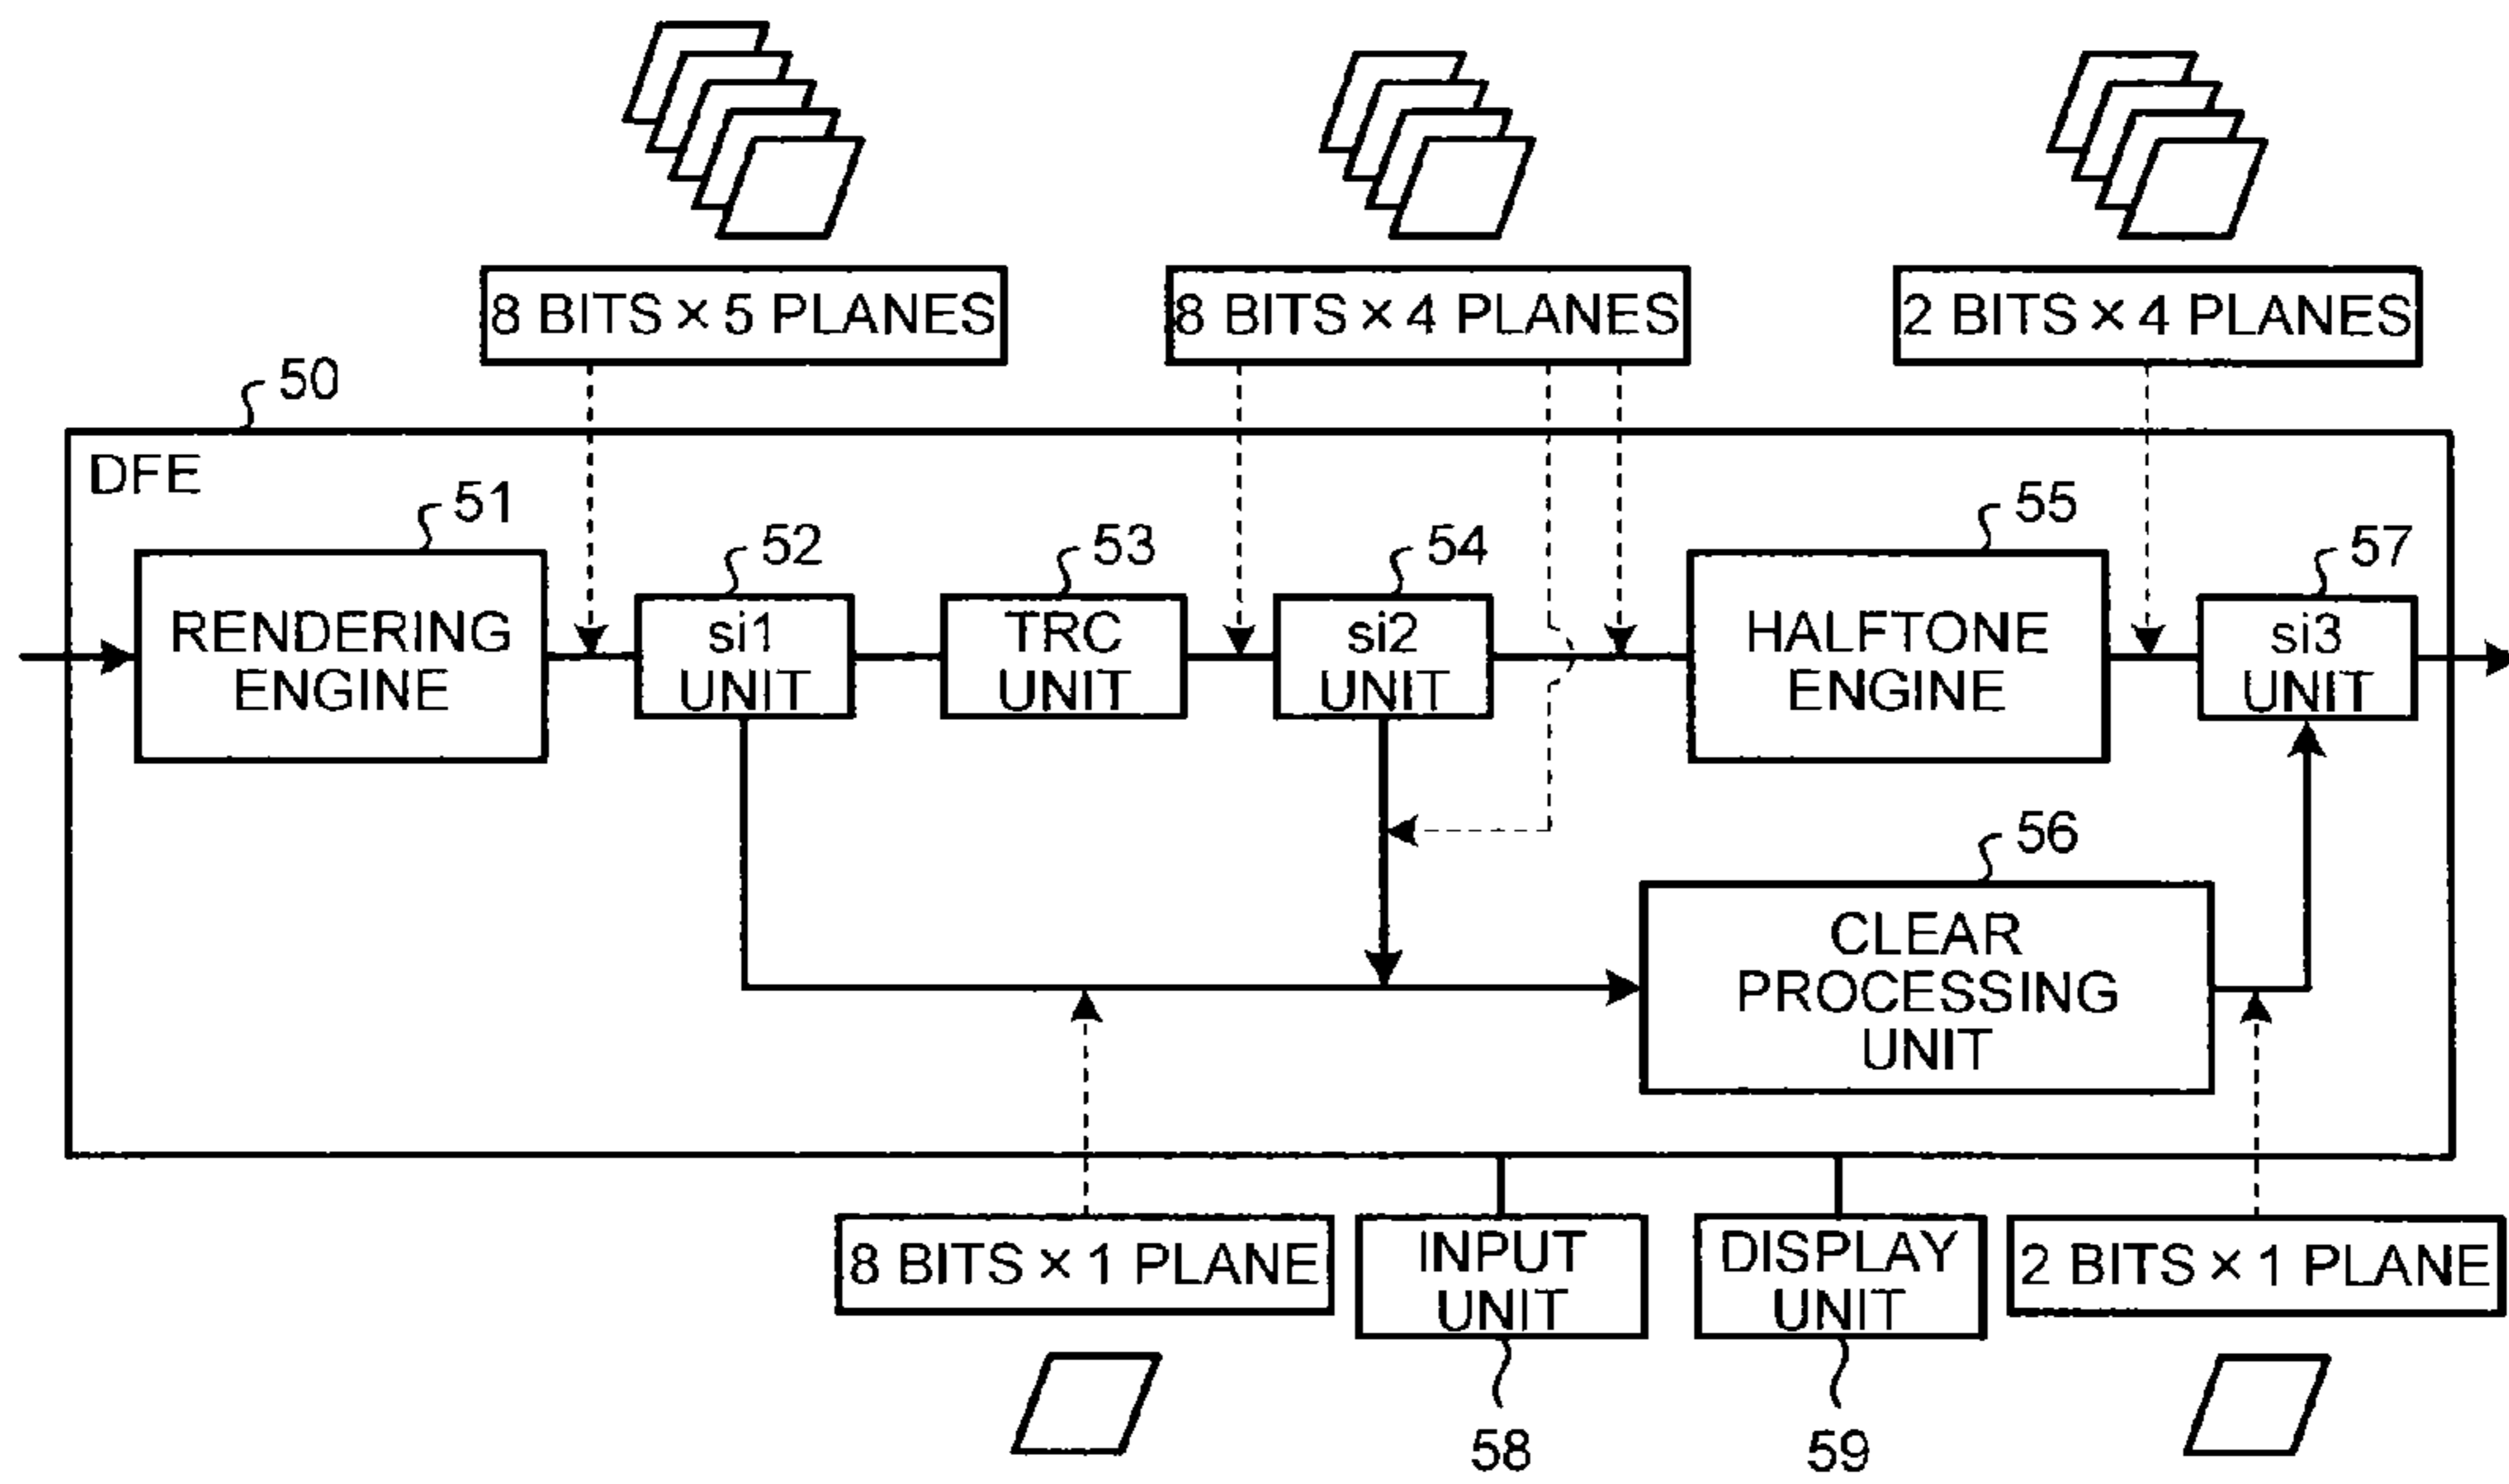 8 BITS × 5 PLANES
8 BITS × 4 PLANES
2 BITS × 4 PLANES
50
DFE
51
52
53
54
55
57
RENDERING
ENGINE
si1
UNIT
TRC
UNIT
si2
UNIT
HALFTONE
ENGINE
si3
UNIT
56
CLEAR
PROCESSING
UNIT
8 BITS × 1 PLANE
INPUT
UNIT
DISPLAY
UNIT
2 BITS × 1 PLANE
58
59